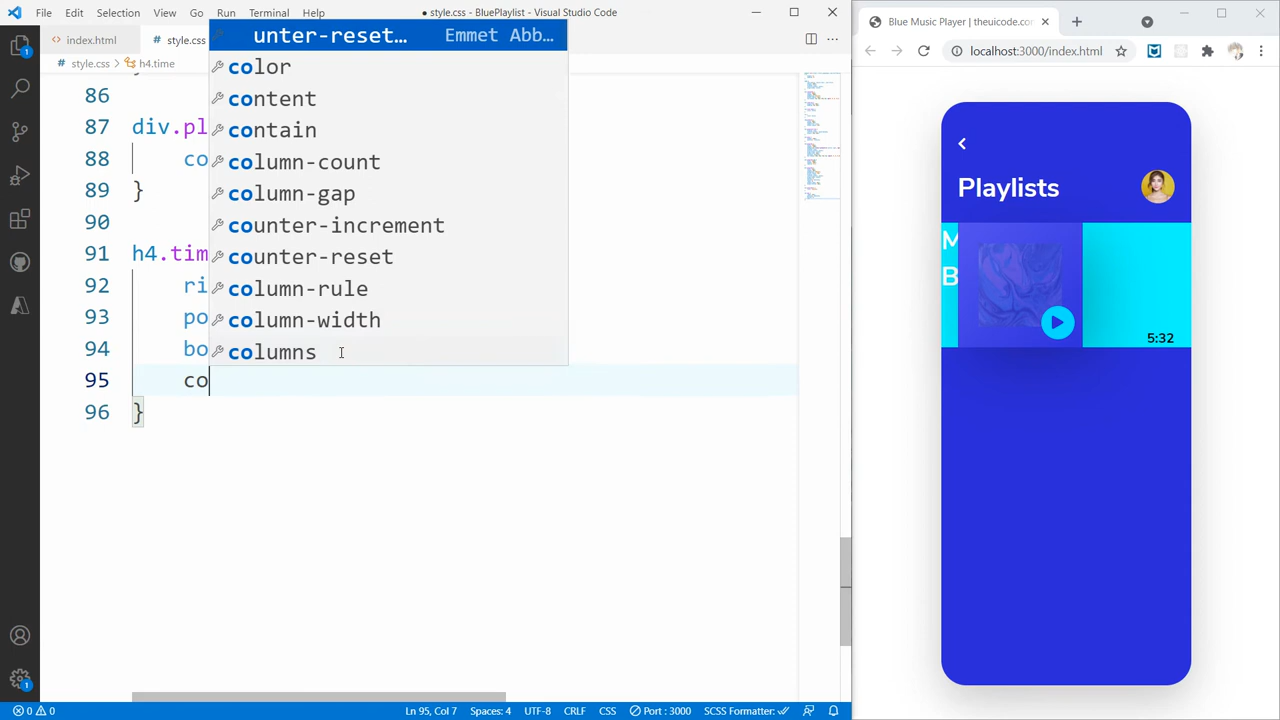 File Edit Selection View Go Run Terminal Help
● style.css - BluePlaylist - Visual Studio Code
index.html
style.css
# style.css > h4.time
unter-reset… Emmet Abb…
color
content
contain
column-count
column-gap
counter-increment
counter-reset
column-rule
column-width
columns
87 div.pl
88 co
89 }
90
91 h4.tim
92 ri
93 po
94 bo
95 co
96 }
0 0
Ln 95, Col 7 Spaces: 4 UTF-8 CRLF CSS Port : 3000 SCSS Formatter:
Blue Music Player | theuicode.com
localhost:3000/index.html
Playlists
M
B
5:32